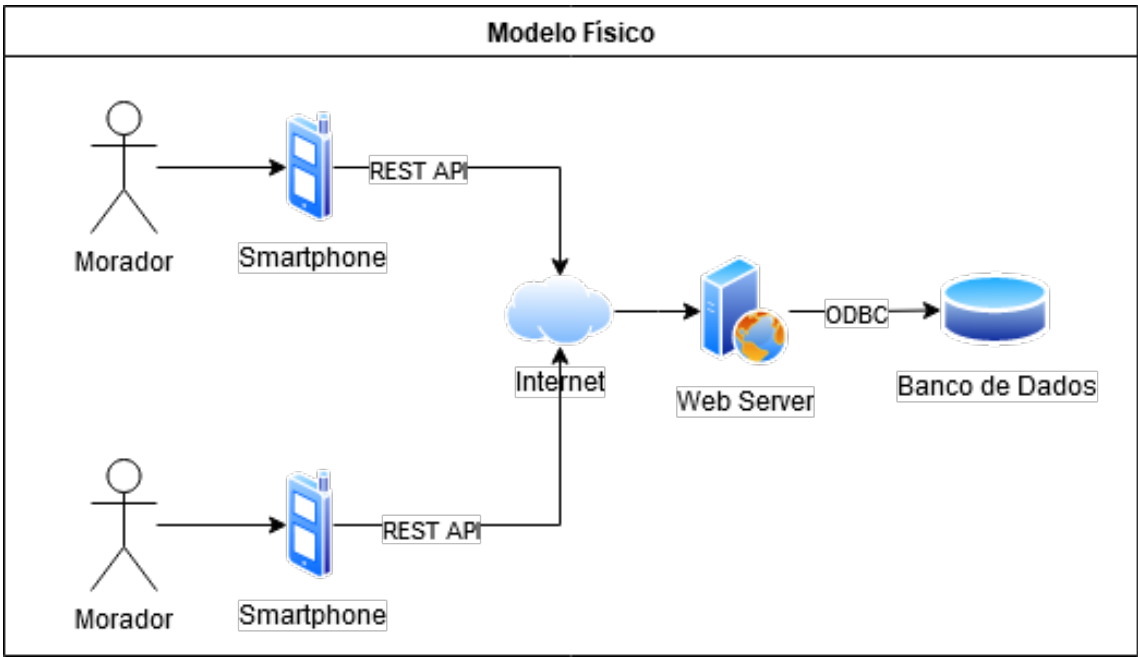 Modelo Físico
REST API
Smartphone
Morador
ODBC
Internet
Web Server
Banco de Dados
REST API
Smartphone
Morador